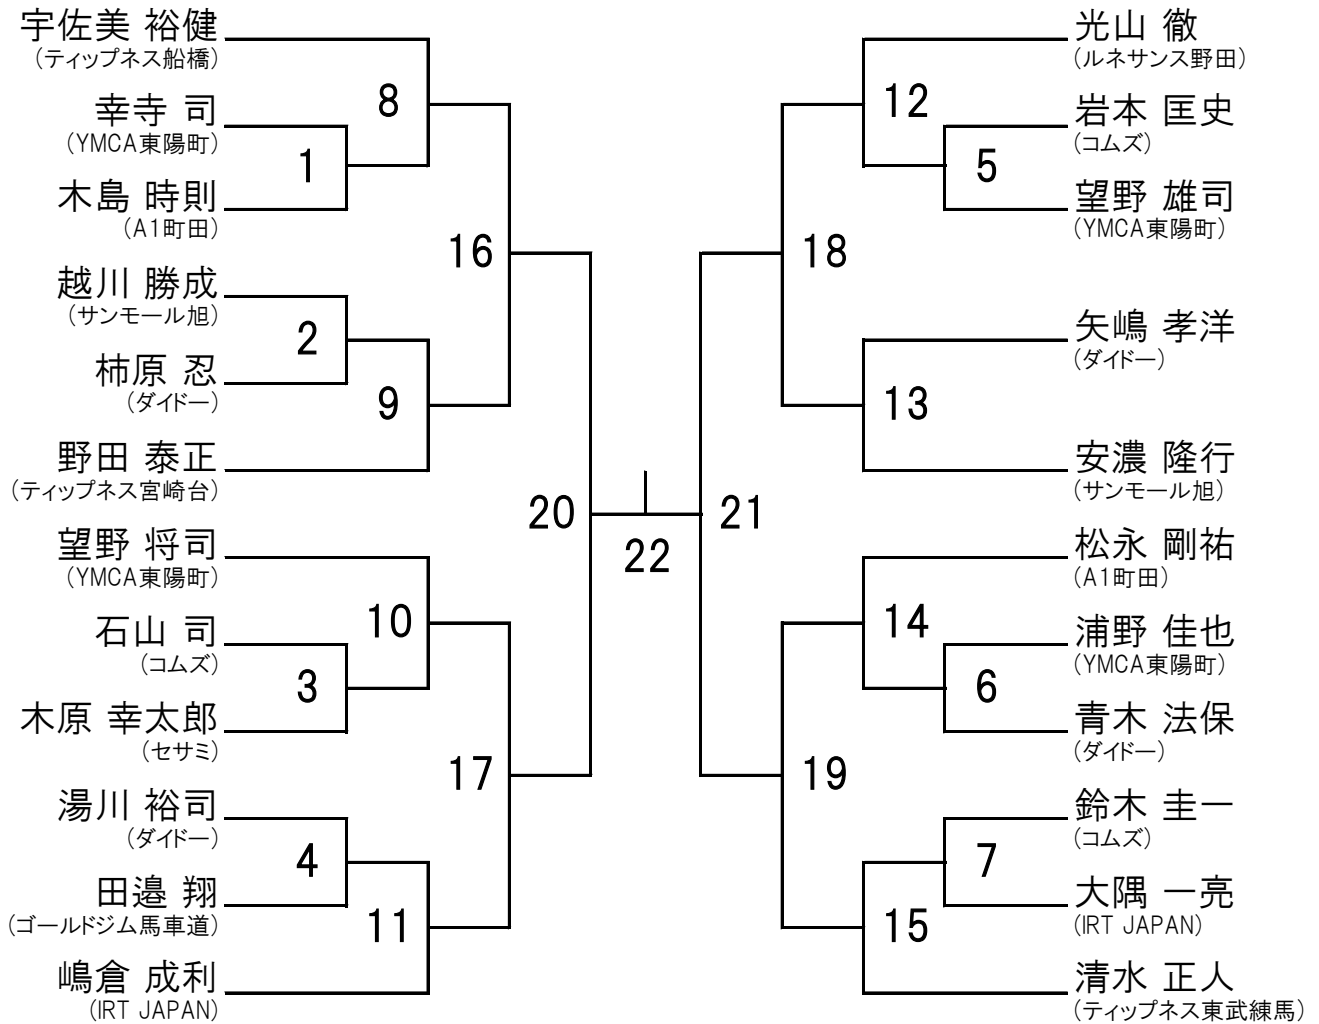 宇佐美 裕健
(ティップネス船橋)
8
幸寺 司
(YMCA東陽町)
1
木島 時則
(A1町田)
16
越川 勝成
(サンモール旭)
2
柿原 忍
(ダイドー)
9
野田 泰正
(ティップネス宮崎台)
20
望野 将司
(YMCA東陽町)
10
石山 司
(コムズ)
3
木原 幸太郎
(セサミ)
17
湯川 裕司
(ダイドー)
4
田邉 翔
(ゴールドジム馬車道)
11
嶋倉 成利
(IRT JAPAN)
22
光山 徹
(ルネサンス野田)
12
岩本 匡史
(コムズ)
5
望野 雄司
(YMCA東陽町)
18
矢嶋 孝洋
(ダイドー)
13
安濃 隆行
(サンモール旭)
21
松永 剛祐
(A1町田)
14
浦野 佳也
(YMCA東陽町)
6
青木 法保
(ダイドー)
19
鈴木 圭一
(コムズ)
7
大隅 一亮
(IRT JAPAN)
15
清水 正人
(ティップネス東武練馬)